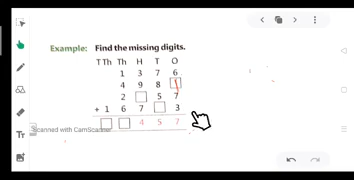 Example: Find the missing digits.
T Th Th H T O
1 3 7 6
4 9 8 1
2 □ 5 7
+ 1 6 7 □ 3
□ □ 4 5 7
Scanned with CamScanner